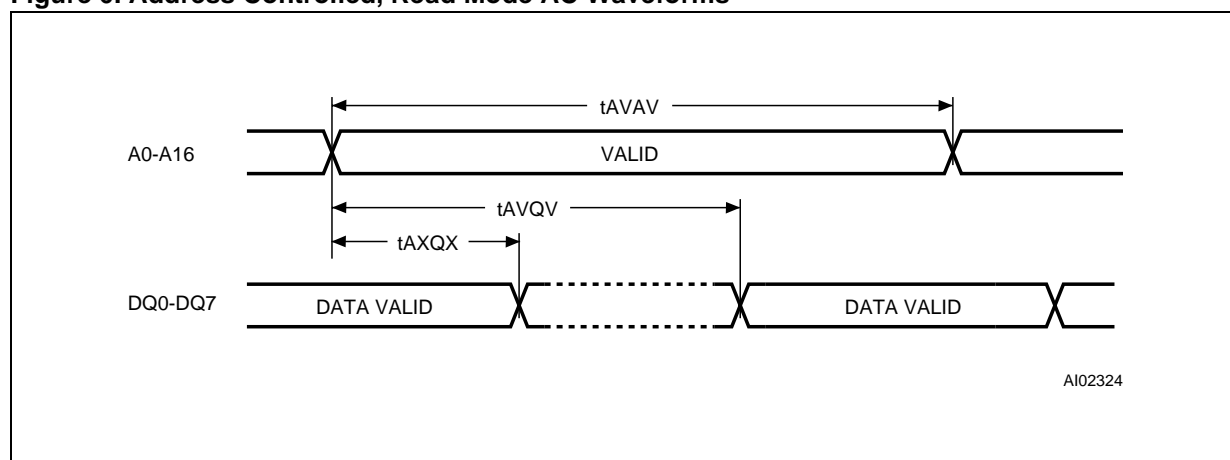 Figure Address Controlled, Read Mode AC Waveforms
tAVAV
A0-A16 VALID
tAVQV
tAXQX
DQ0-DQ7 DATA VALID DATA VALID
AI02324